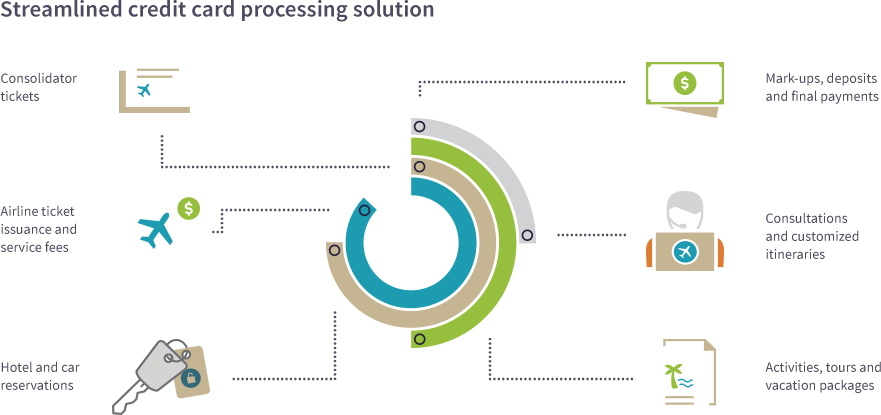 Streamlined credit card processing solution
Consolidator
tickets
Mark-ups, deposits
and final payments
$
Airline ticket
issuance and
service fees
$
Consultations
and customized
itineraries
Hotel and car
reservations
Activities, tours and
vacation packages